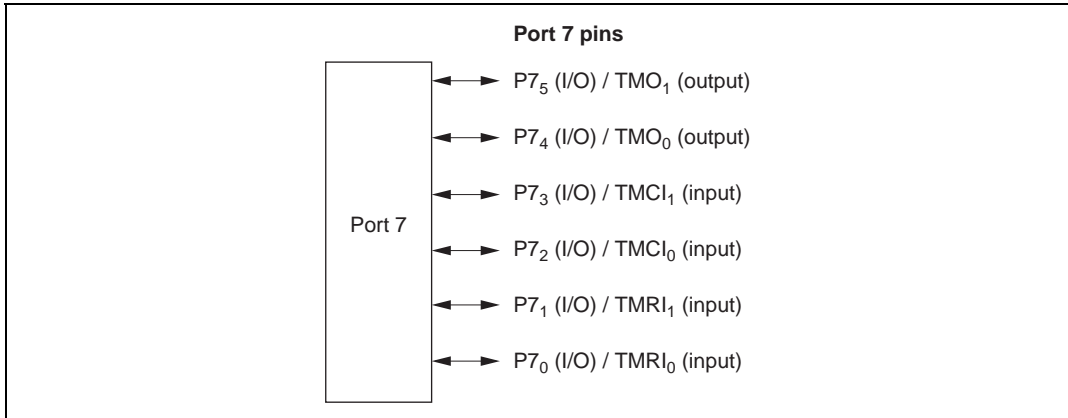 Port 7 pins
P7₅ (I/O) / TMO₁ (output)
P7₄ (I/O) / TMO₀ (output)
P7₃ (I/O) / TMCI₁ (input)
Port 7
P7₂ (I/O) / TMCI₀ (input)
P7₁ (I/O) / TMRI₁ (input)
P7₀ (I/O) / TMRI₀ (input)